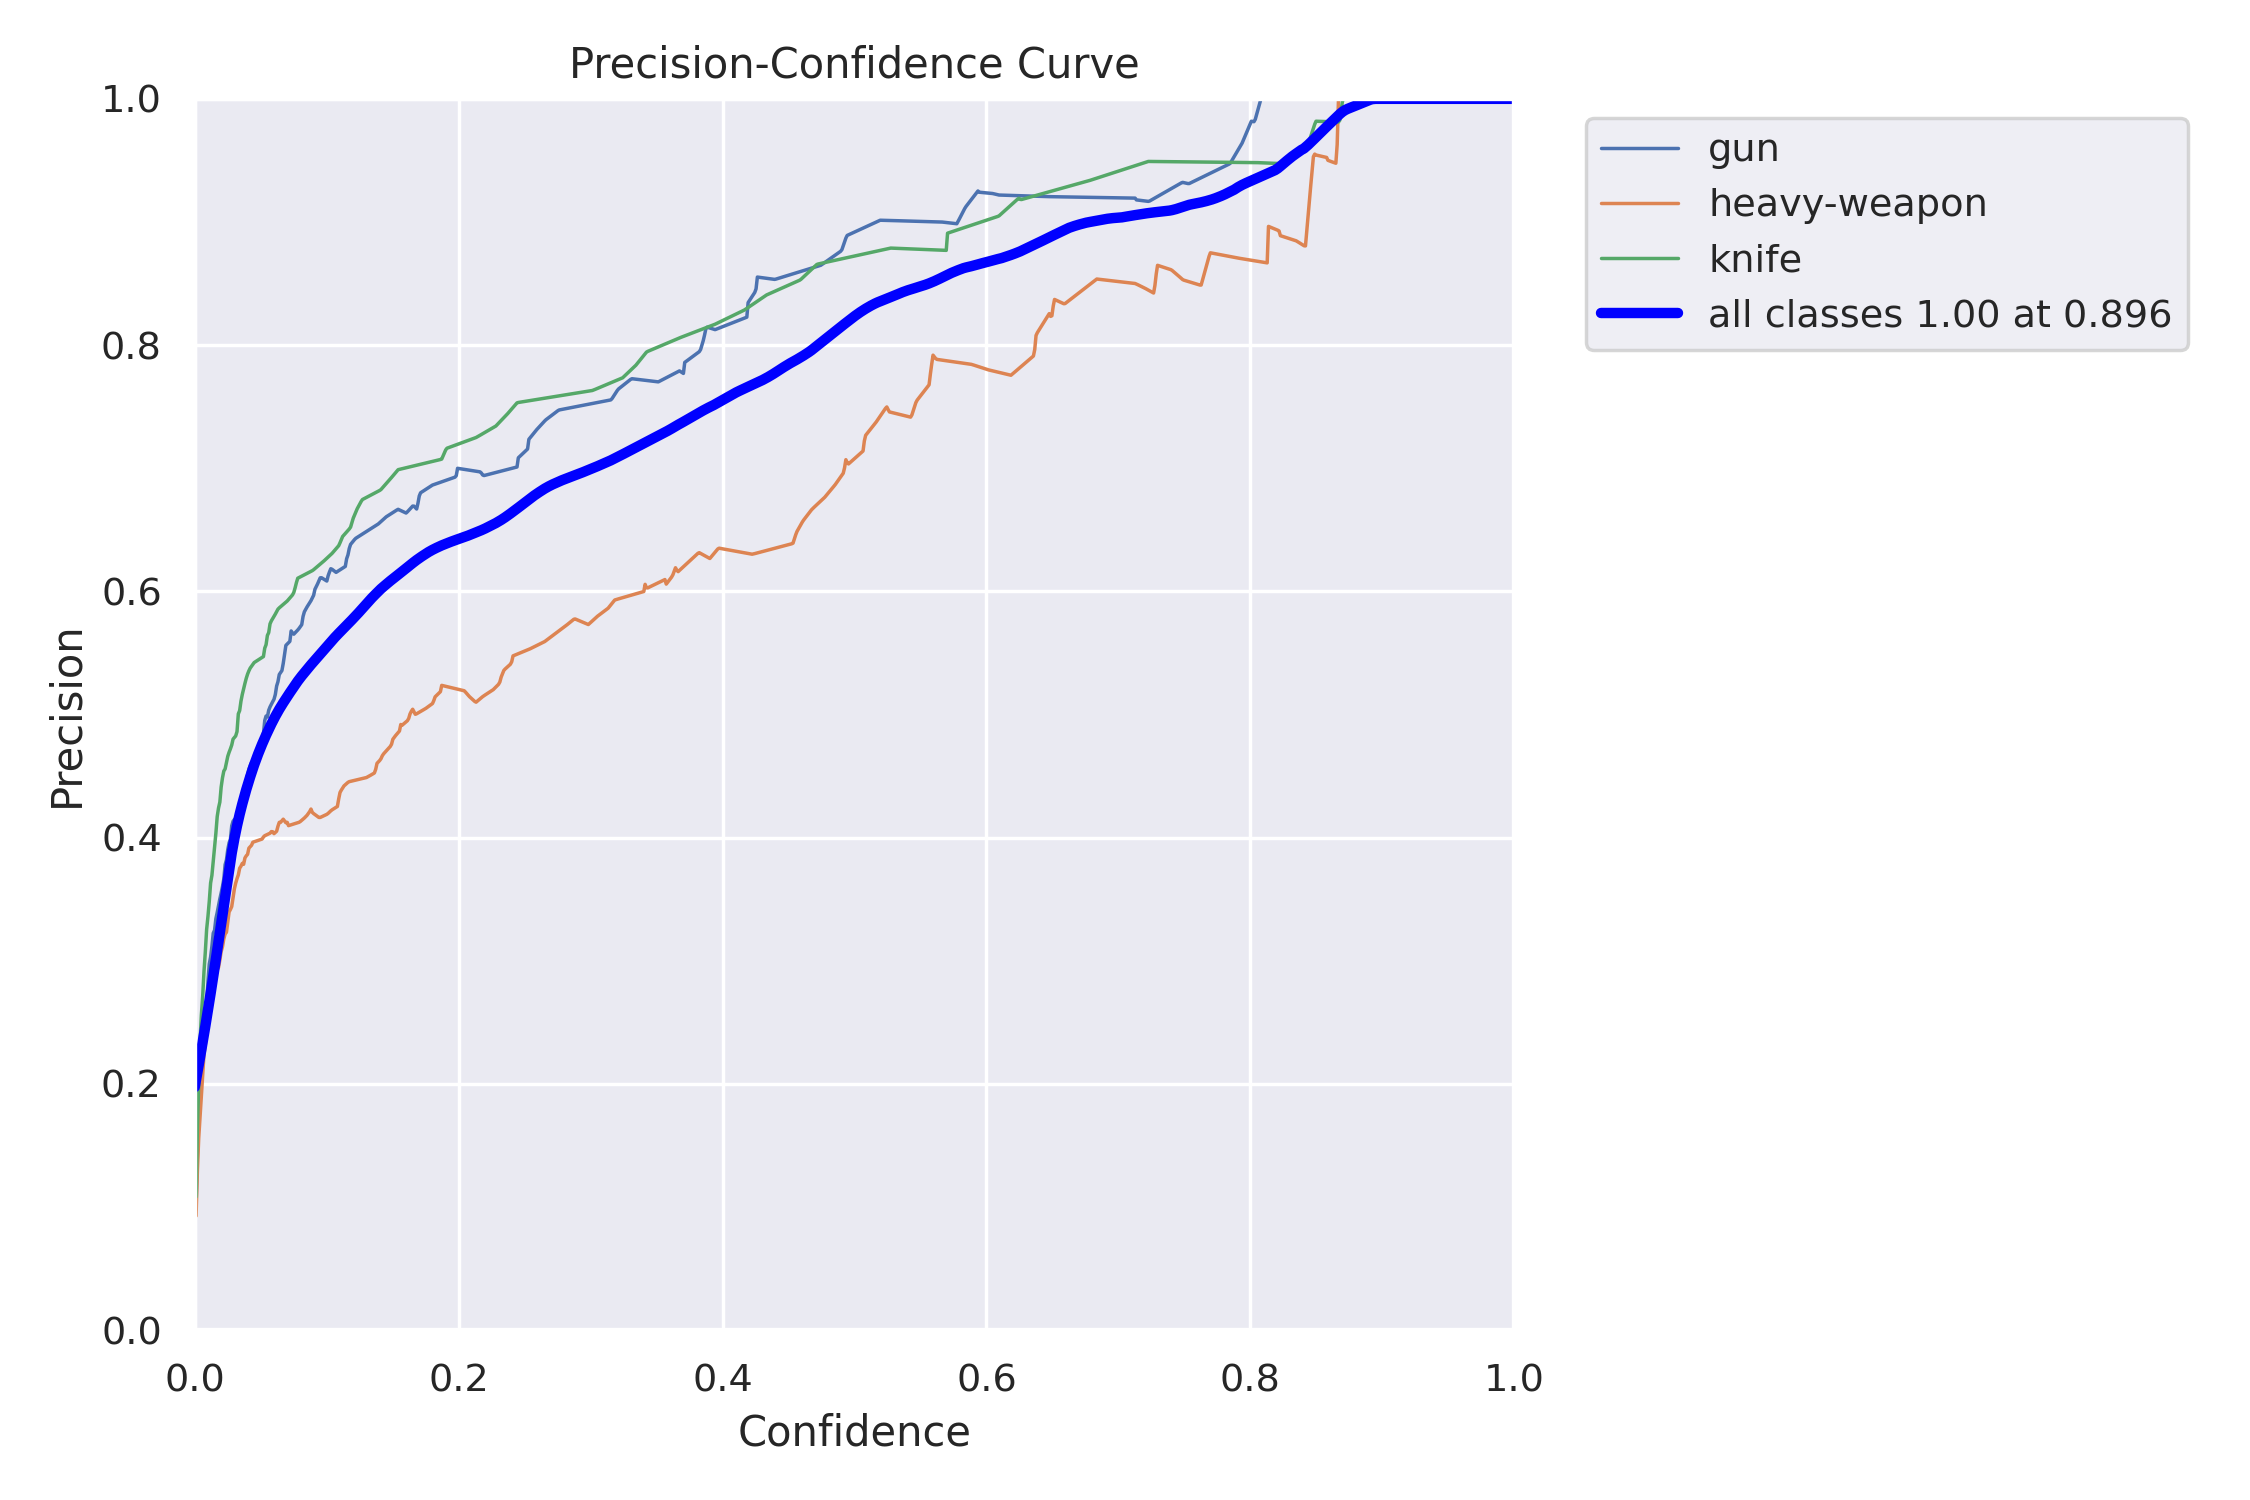 Precision-Confidence Curve
1.0
0.8
0.6
0.4
0.2
0.0
Precision
0.0 0.2 0.4 0.6 0.8 1.0
Confidence
gun
heavy-weapon
knife
all classes 1.00 at 0.896